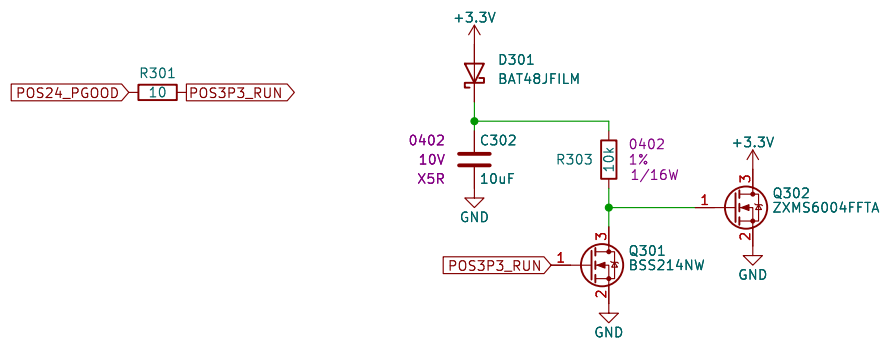 +3.3V
D301
BAT48JFILM
R301
POS24_PGOOD
10
POS3P3_RUN
0402
10V
X5R
C302
10uF
GND
R303
10k
0402
1%
1/16W
+3.3V
3
1
Q302
ZXMS6004FFTA
2
GND
POS3P3_RUN
1
3
Q301
BSS214NW
2
GND